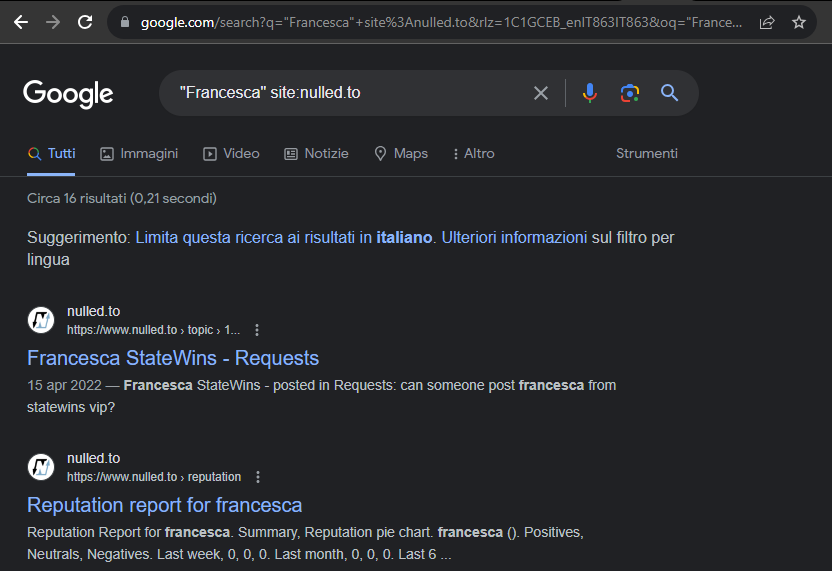 google.com/search?q="Francesca"+site%3Anulled.to&rlz=1C1GCEB_enIT863IT863&oq="France...
Google
"Francesca" site:nulled.to
Tutti Immagini Video Notizie Maps Altro Strumenti
Circa 16 risultati (0,21 secondi)
Suggerimento: Limita questa ricerca ai risultati in italiano. Ulteriori informazioni sul filtro per
lingua
nulled.to
https://www.nulled.to › topic › 1...
Francesca StateWins - Requests
15 apr 2022 — Francesca StateWins - posted in Requests: can someone post francesca from
statewins vip?
nulled.to
https://www.nulled.to › reputation
Reputation report for francesca
Reputation Report for francesca. Summary, Reputation pie chart. francesca (). Positives,
Neutrals, Negatives. Last week, 0, 0, 0. Last month, 0, 0, 0. Last 6 ...